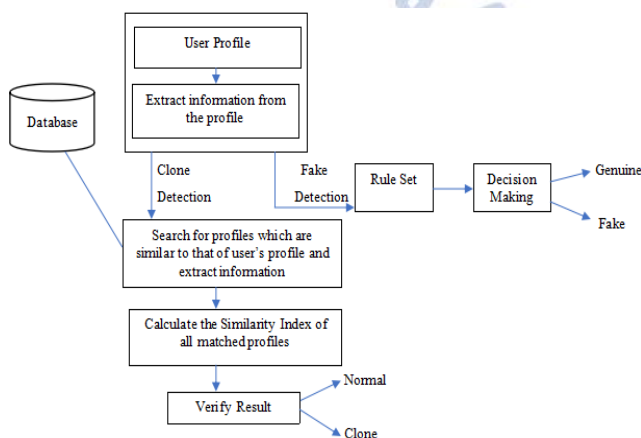 User Profile
Extract information from
the profile
Database
Clone
Detection
Fake
Detection
Rule Set
Decision
Making
Genuine
Fake
Search for profiles which are
similar to that of user's profile and
extract information
Calculate the Similarity Index of
all matched profiles
Verify Result
Normal
Clone